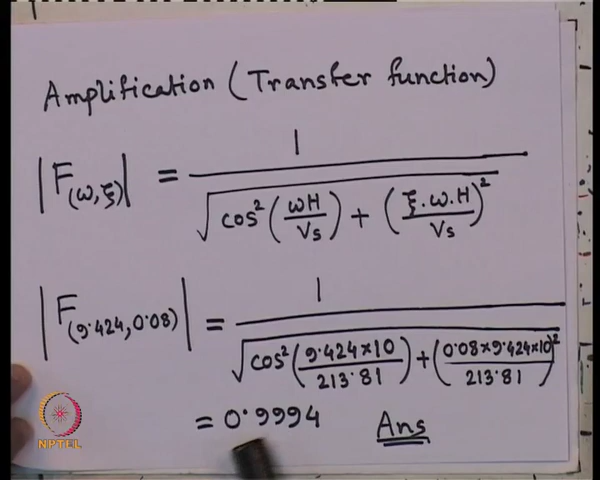 Amplification (Transfer function)
|F(ω,ξ)| = 1 / √(cos²(ωH/Vs) + (ξ.ω.H/Vs)²)
|F(9.424,0.08)| = 1 / √(cos²(9.424×10/213.81) + (0.08×9.424×10/213.81)²)
= 0.9994 Ans
NPTEL